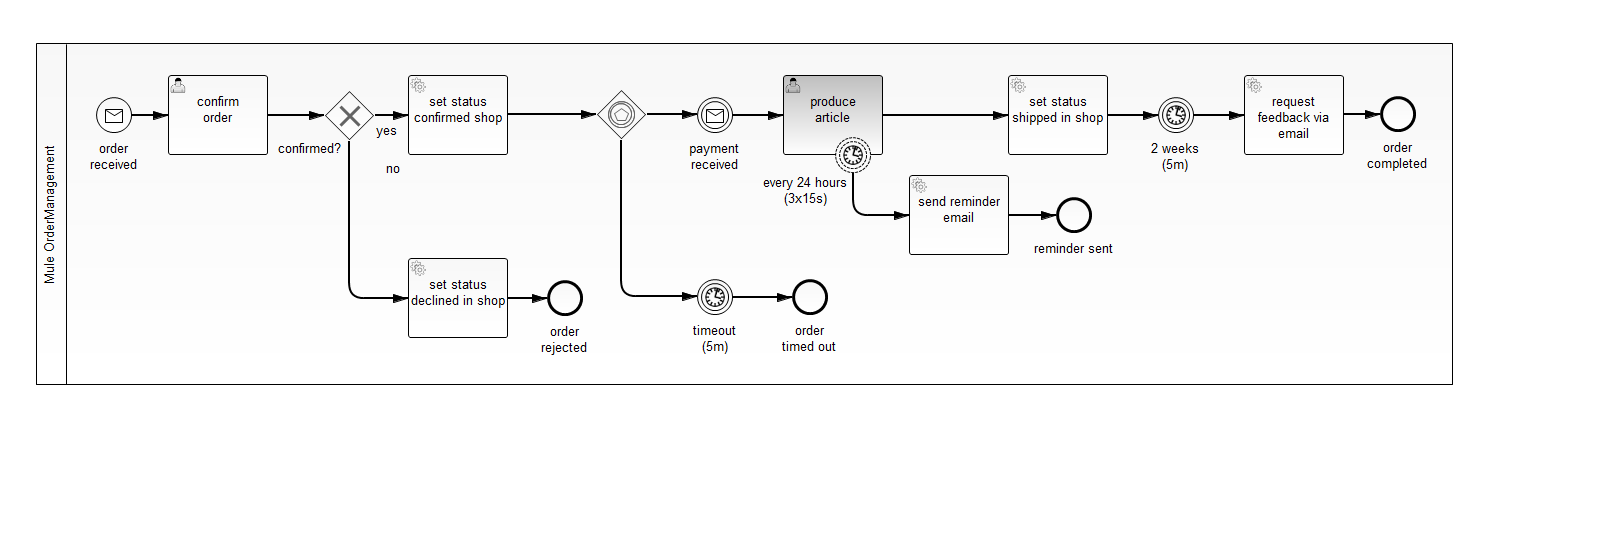 Mule OrderManagement
order
received
confirm
order
confirmed?
yes
no
set status
confirmed shop
set status
declined in shop
order
rejected
payment
received
timeout
(5m)
order
timed out
produce
article
every 24 hours
(3x15s)
send reminder
email
reminder sent
set status
shipped in shop
2 weeks
(5m)
request
feedback via
email
order
completed